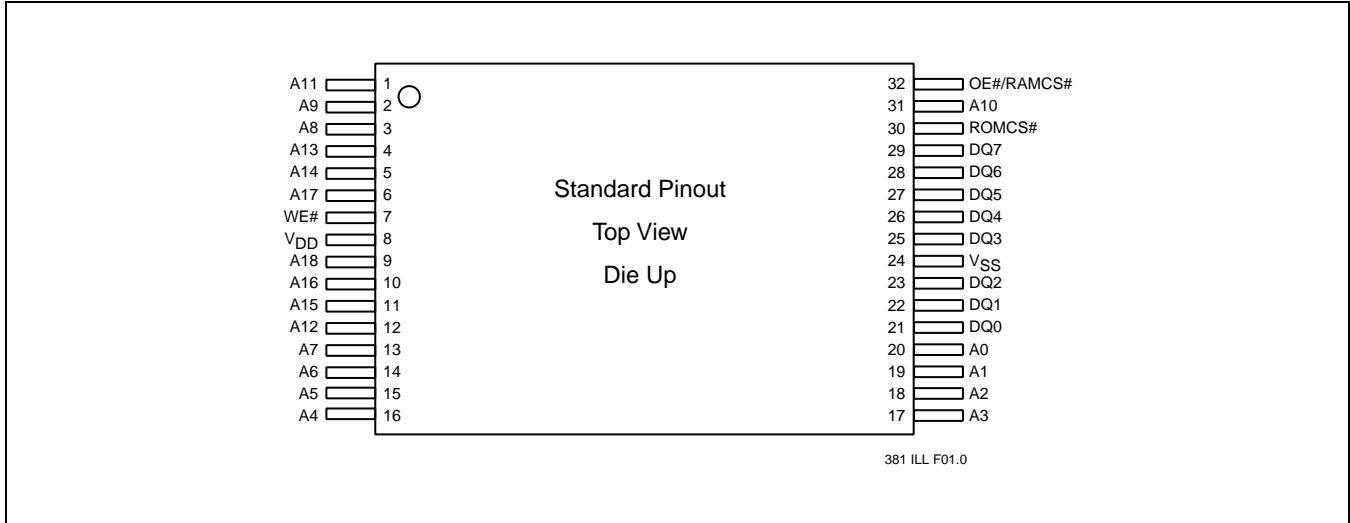 A11 1 32 OE#/RAMCS#
A9 2 31 A10
A8 3 30 ROMCS#
A13 4 29 DQ7
A14 5 28 DQ6
A17 6 Standard Pinout 27 DQ5
WE# 7 26 DQ4
VDD 8 Top View 25 DQ3
A18 9 24 VSS
A16 10 Die Up 23 DQ2
A15 11 22 DQ1
A12 12 21 DQ0
A7 13 20 A0
A6 14 19 A1
A5 15 18 A2
A4 16 17 A3
381 ILL F01.0